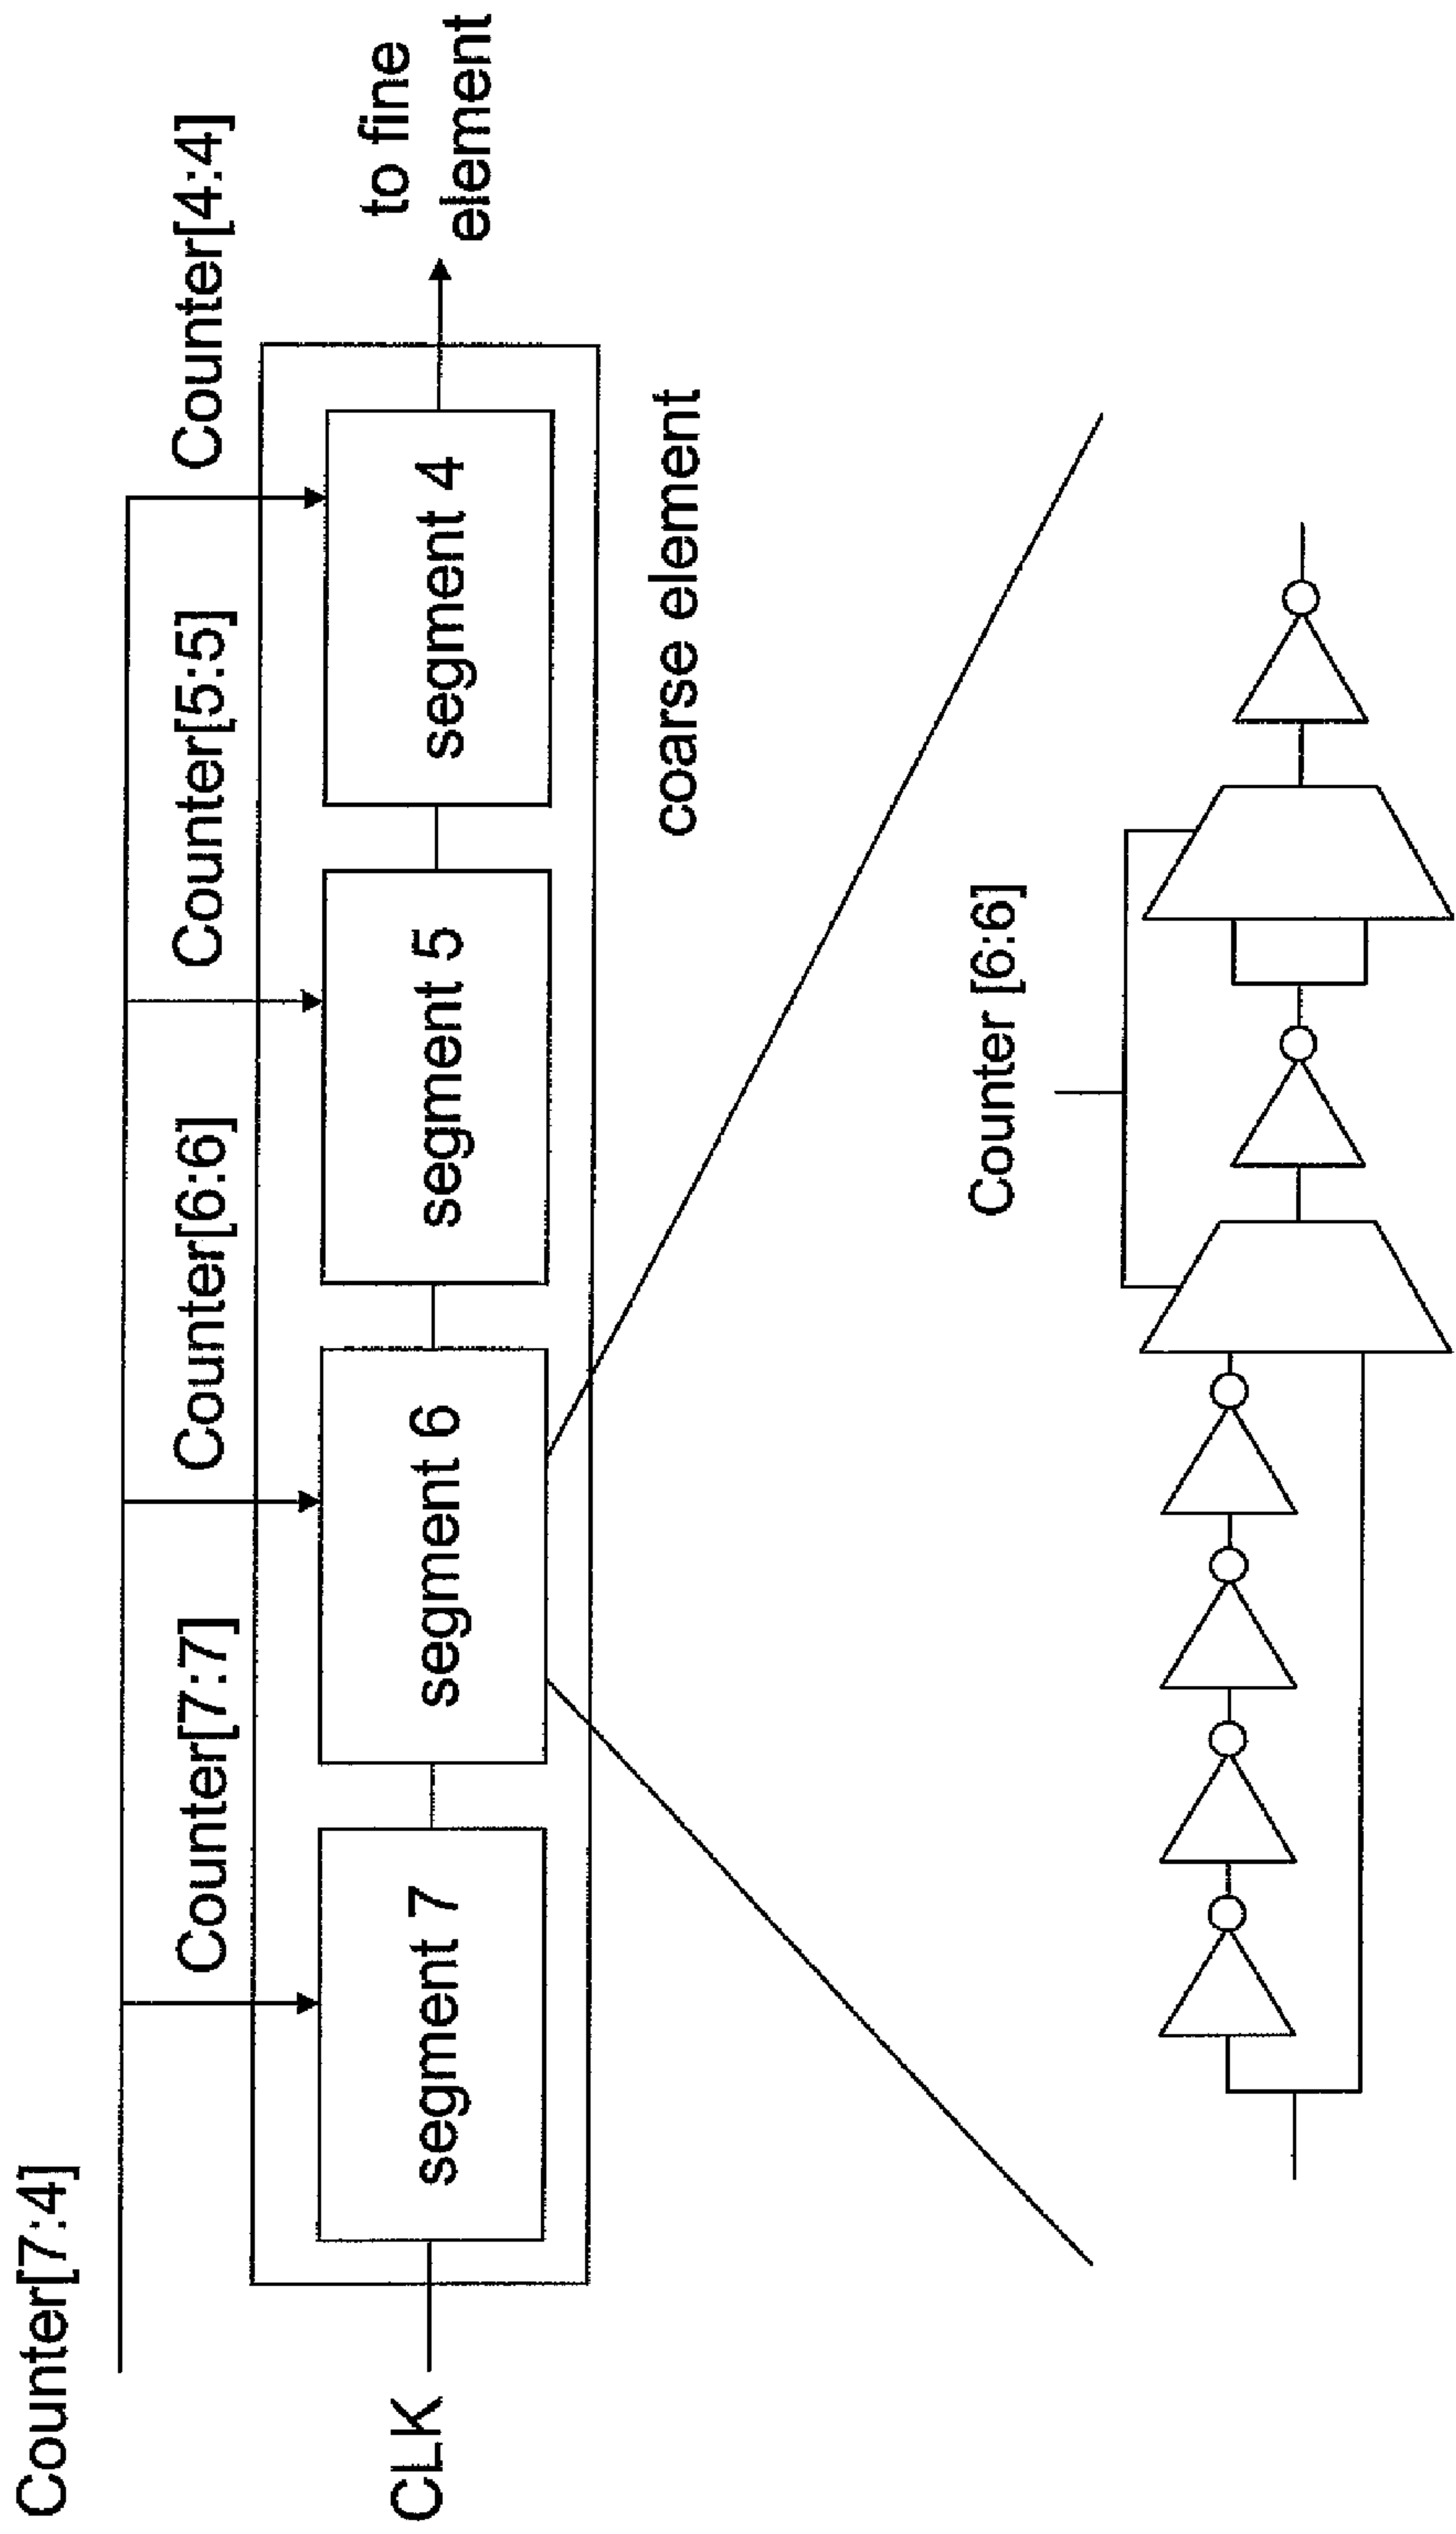 Counter[7:4]
Counter[7:7]
Counter[6:6]
Counter[5:5]
Counter[4:4]
CLK
segment 7
segment 6
segment 5
segment 4
to fine
element
coarse element
Counter [6:6]